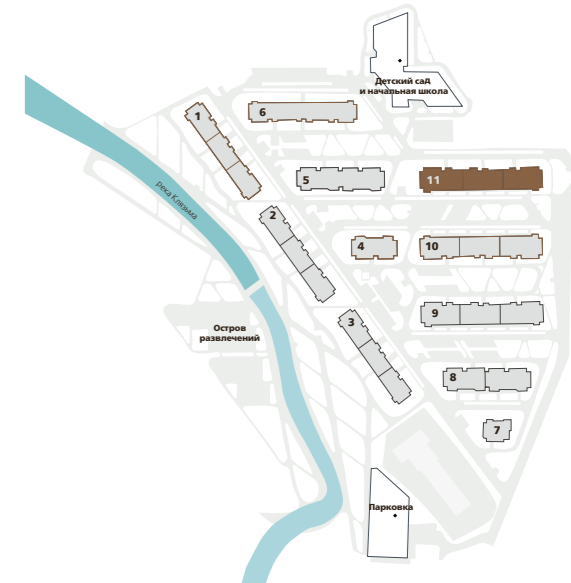 Детский сад
и начальная школа
1
6
5
11
река Клязьма
2
4
10
3
9
Остров
развлечений
8
7
Парковка